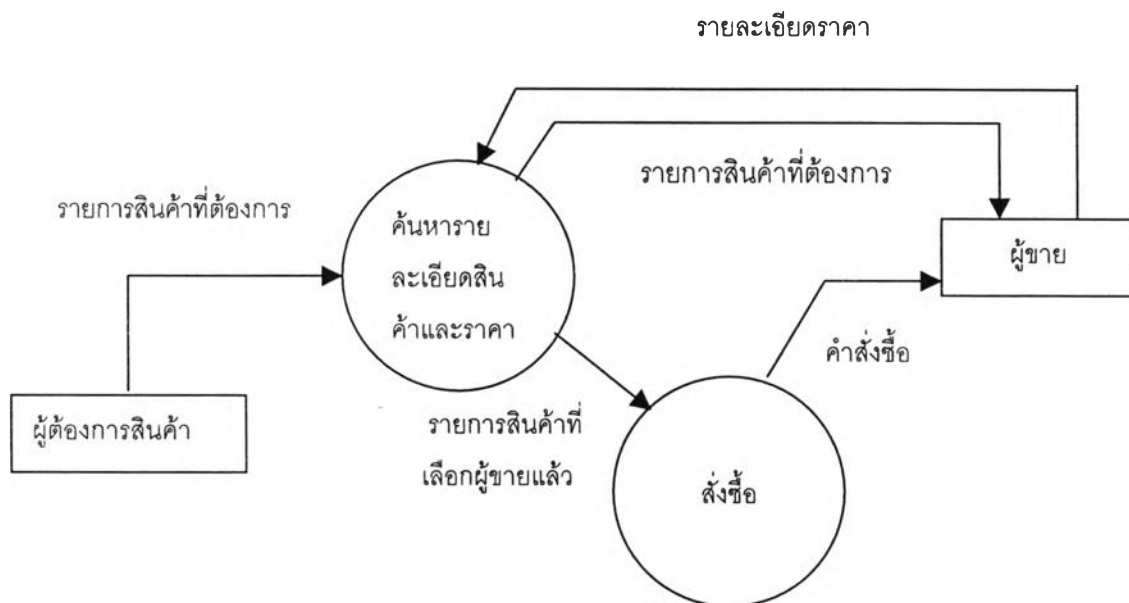 รายละเอียดราคา
รายการสินค้าที่ต้องการ
รายการสินค้าที่ต้องการ
ค้นหาราย
ละเอียดสิน
ค้าและราคา
ผู้ขาย
คำสั่งซื้อ
ผู้ต้องการสินค้า
รายการสินค้าที่
เลือกผู้ขายแล้ว
สั่งซื้อ